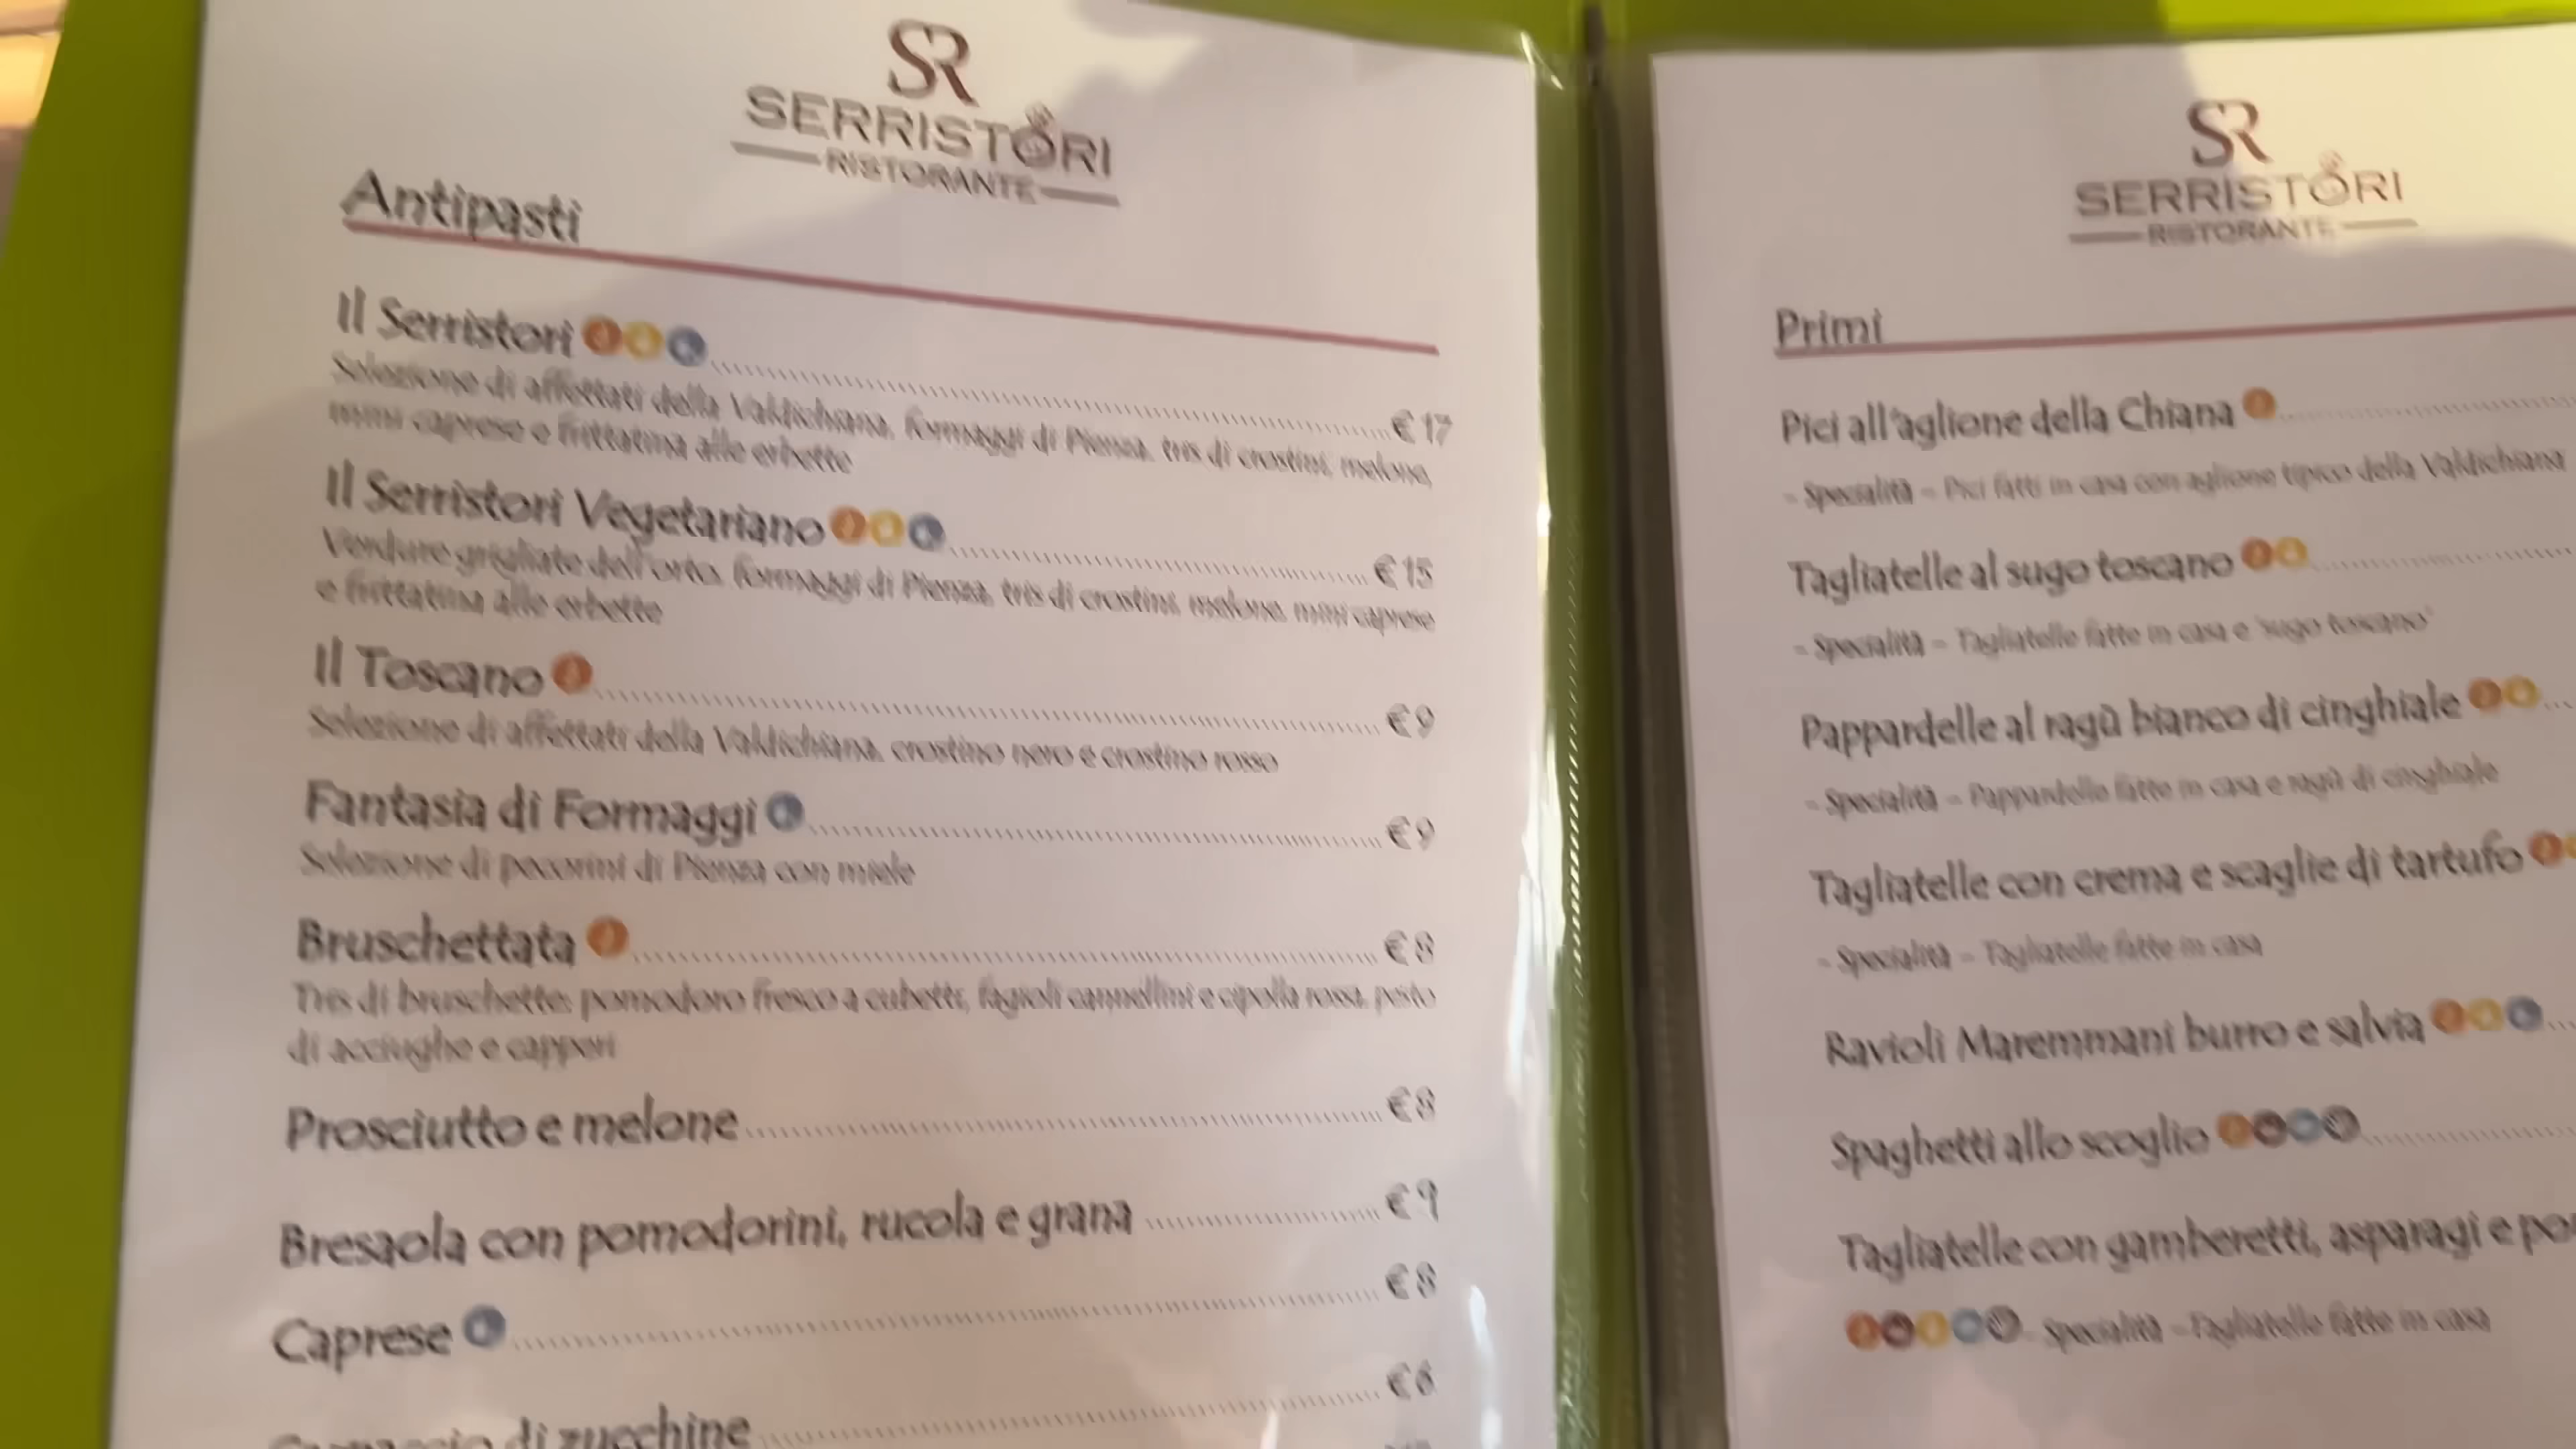 SR
SERRISTORI
RISTORANTE
Antipasti
Il Serristori € 17
Selezione di affettati della Valdichiana, formaggi di Pienza, tris di crostini, melone,
mini caprese e frittatina alle erbette
Il Serristori Vegetariano € 15
Verdure grigliate dell'orto, formaggi di Pienza, tris di crostini, melone, mini caprese
e frittatina alle erbette
Il Toscano € 9
Selezione di affettati della Valdichiana, crostino nero e crostino rosso
Fantasia di Formaggi € 9
Selezione di pecorini di Pienza con miele
Bruschettata € 8
Tris di bruschette: pomodoro fresco a cubetti, fagioli cannellini e cipolla rossa, pesto
di acciughe e capperi
Prosciutto e melone € 8
Bresaola con pomodorini, rucola e grana € 9
Caprese € 8
di zucchine € 6
SR
SERRISTORI
RISTORANTE
Primi
Pici all'aglione della Chiana
- Specialità - Pici fatti in casa con aglione tipico della Valdichiana
Tagliatelle al sugo toscano
- Specialità - Tagliatelle fatte in casa e 'sugo toscano'
Pappardelle al ragù bianco di cinghiale
- Specialità - Pappardelle fatte in casa e ragù di cinghiale
Tagliatelle con crema e scaglie di tartufo
- Specialità - Tagliatelle fatte in casa
Ravioli Maremmani burro e salvia
Spaghetti allo scoglio
Tagliatelle con gamberetti, asparagi e
- Specialità - Tagliatelle fatte in casa